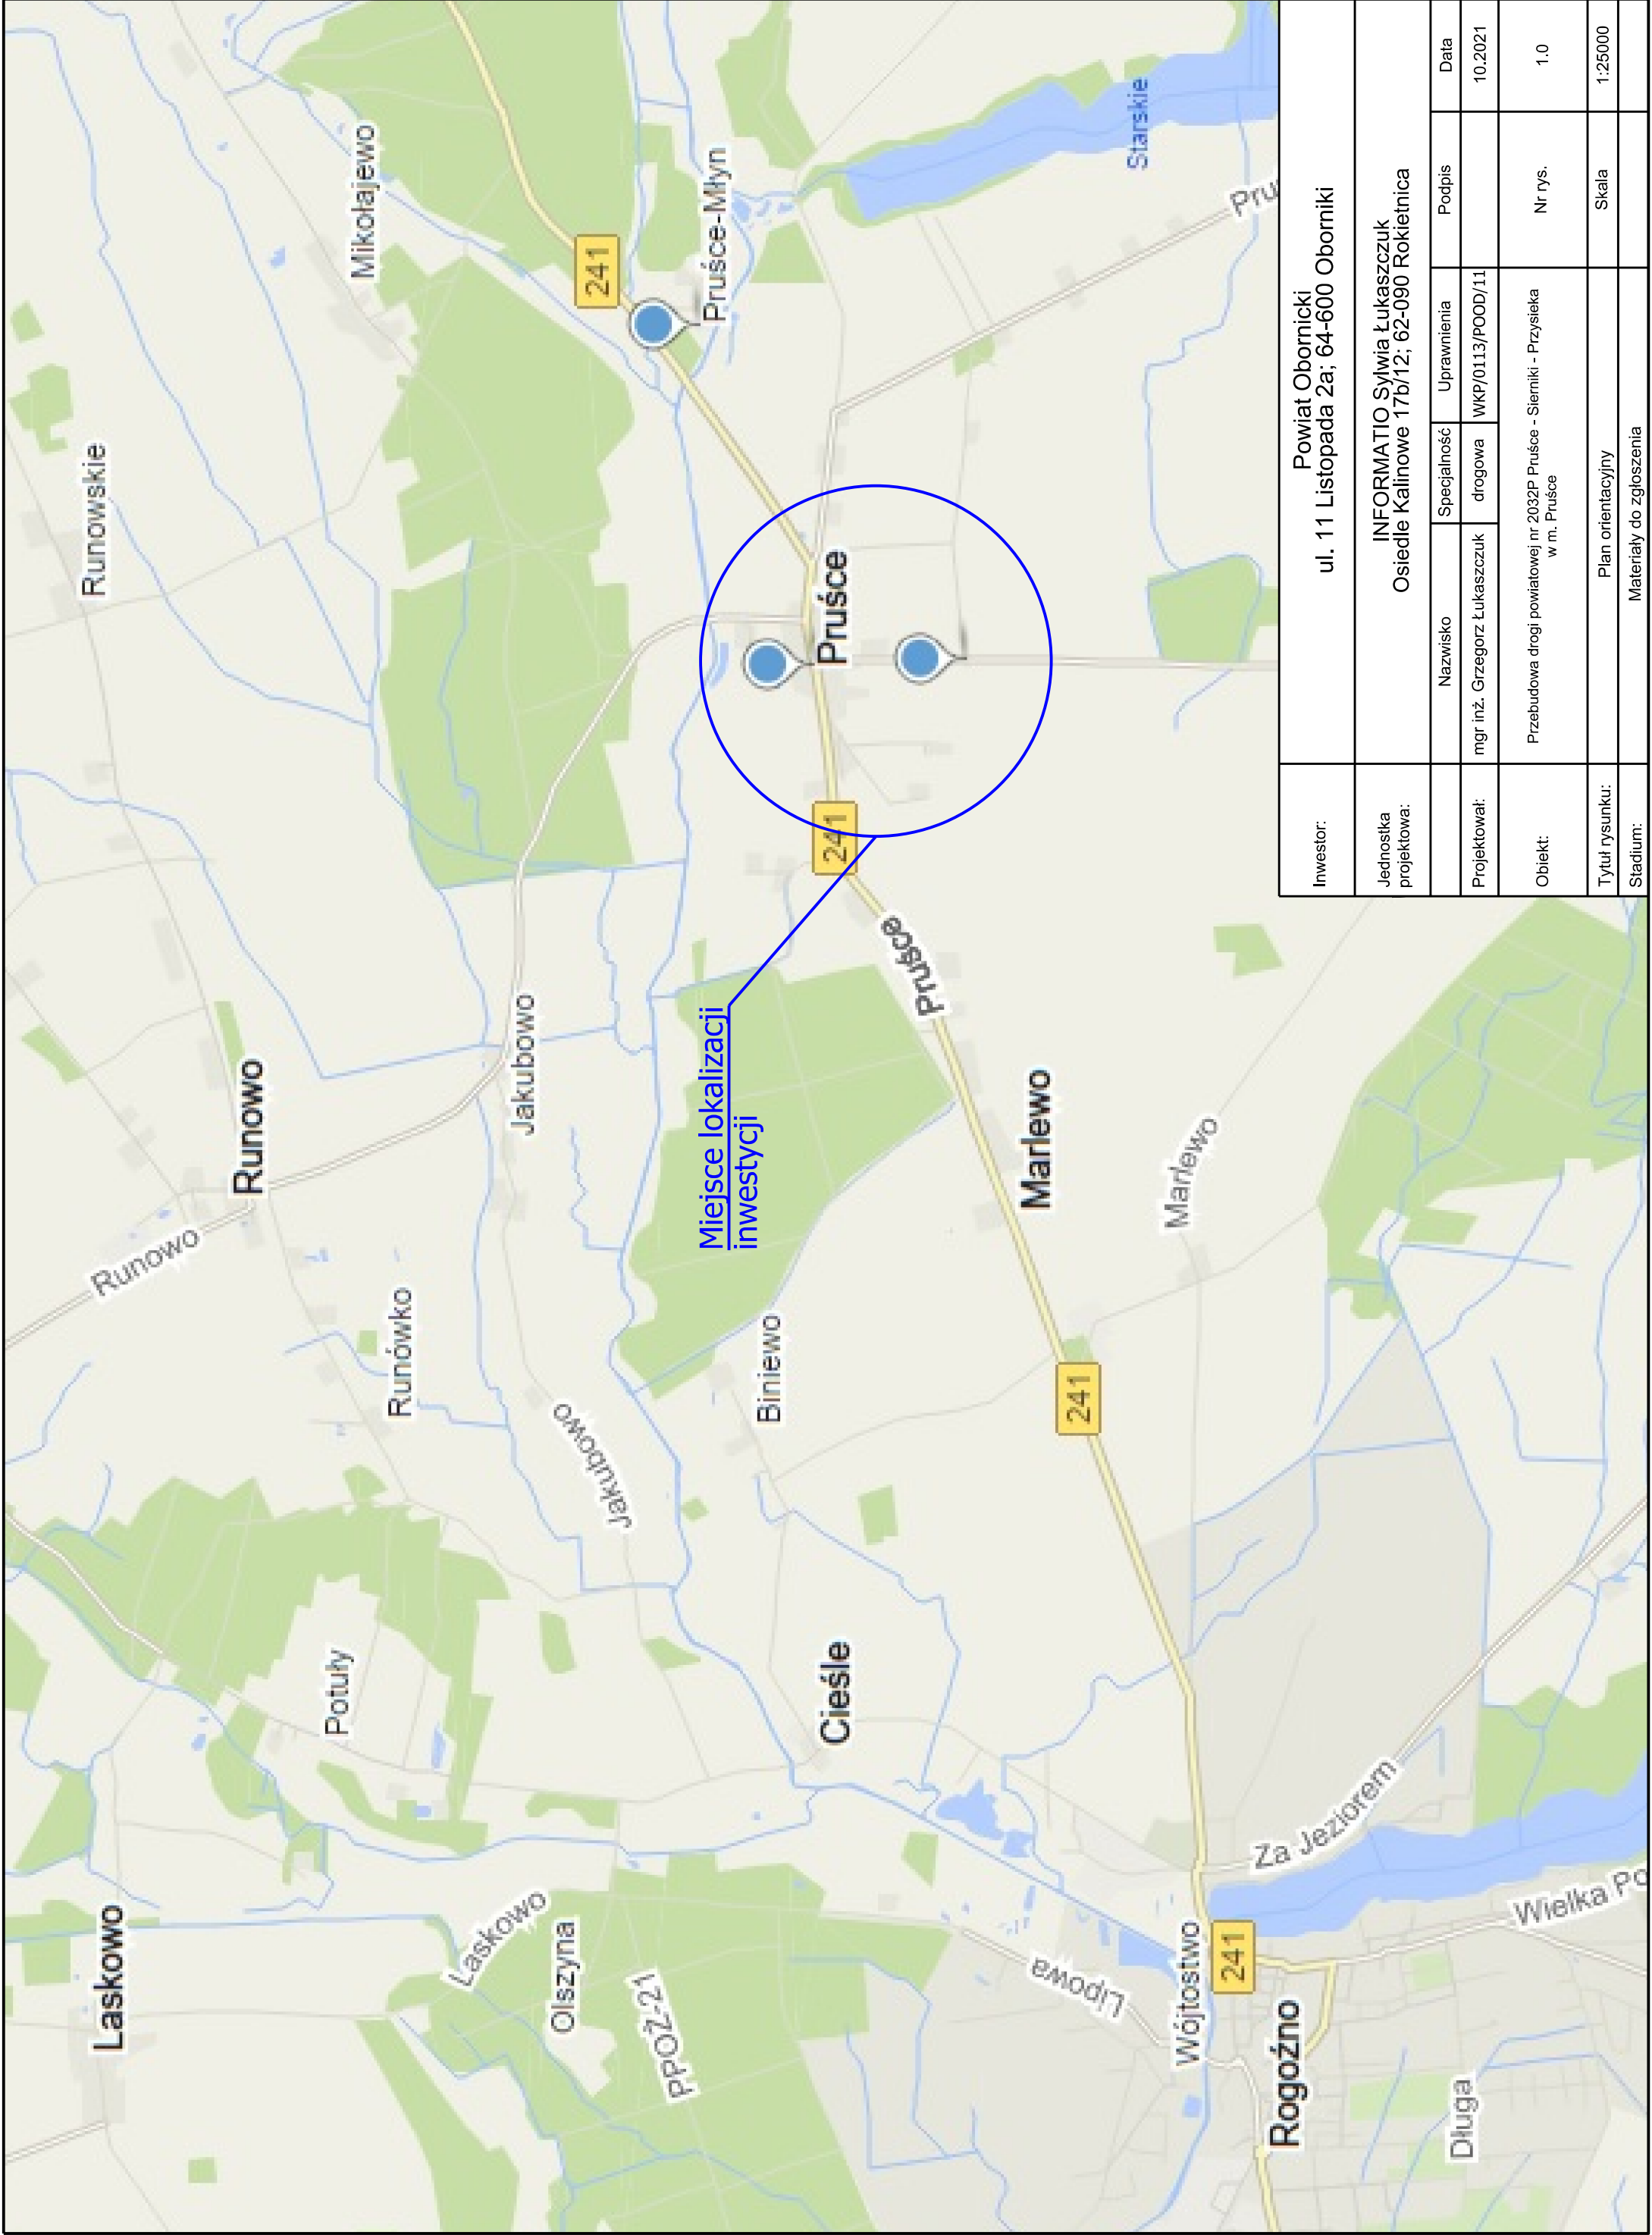 Laskowo
Runowo
Runowo
Runowskie
Potuły
Runówko
Mikołajewo
Laskowo
Olszyna
PPOŻ-21
Jakubowo
Jakubowo
241
Pruśce-Młyn
Miejsce lokalizacji
inwestycji
Biniewo
Cieśle
241
Pruśce
Pruśce
Marlewo
Marlewo
241
Starskie
Pru
Lipowa
Wójtostwo
241
Rogoźno
Za Jeziorem
Długa
Wielka Po
Inwestor:
Powiat Obornicki
ul. 11 Listopada 2a; 64-600 Oborniki
Jednostka
projektowa:
INFORMATIO Sylwia Łukaszczuk
Osiedle Kalinowe 17b/12; 62-090 Rokietnica
Nazwisko Specjalność Uprawnienia Podpis Data
Projektował: mgr inż. Grzegorz Łukaszczuk drogowa WKP/0113/POOD/11 10.2021
Obiekt:
Przebudowa drogi powiatowej nr 2032P Pruśce - Sierniki - Przysieka
w m. Pruśce
Nr rys. 1.0
Tytuł rysunku: Plan orientacyjny Skala 1:25000
Stadium: Materiały do zgłoszenia